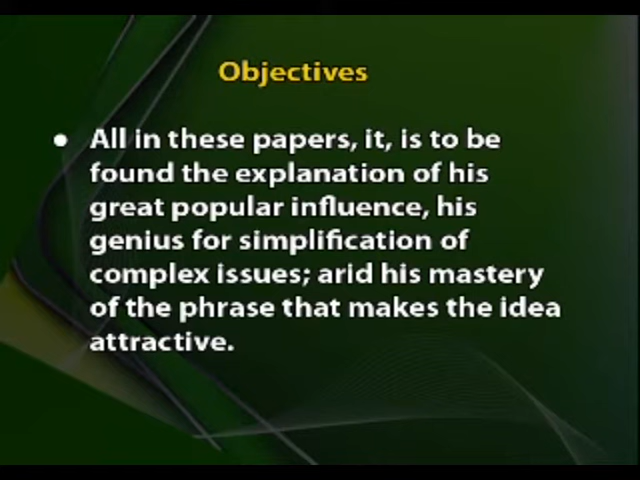 Objectives
• All in these papers, it, is to be
found the explanation of his
great popular influence, his
genius for simplification of
complex issues; arid his mastery
of the phrase that makes the idea
attractive.